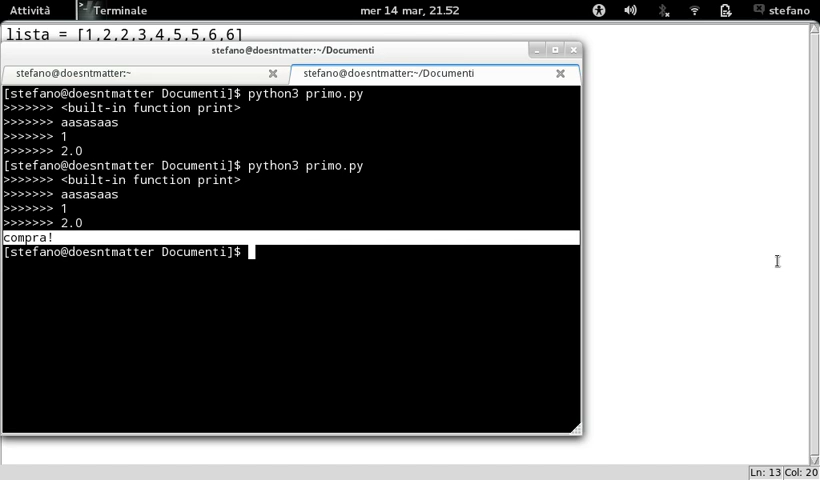 Attività Terminale mer 14 mar, 21.52 stefano
lista = [1,2,2,3,4,5,5,6,6]
stefano@doesntmatter:~/Documenti
stefano@doesntmatter:~ stefano@doesntmatter:~/Documenti
[stefano@doesntmatter Documenti]$ python3 primo.py
>>>>>>> <built-in function print>
>>>>>>> aasasaas
>>>>>>> 1
>>>>>>> 2.0
[stefano@doesntmatter Documenti]$ python3 primo.py
>>>>>>> <built-in function print>
>>>>>>> aasasaas
>>>>>>> 1
>>>>>>> 2.0
compra!
[stefano@doesntmatter Documenti]$
Ln: 13 Col: 20